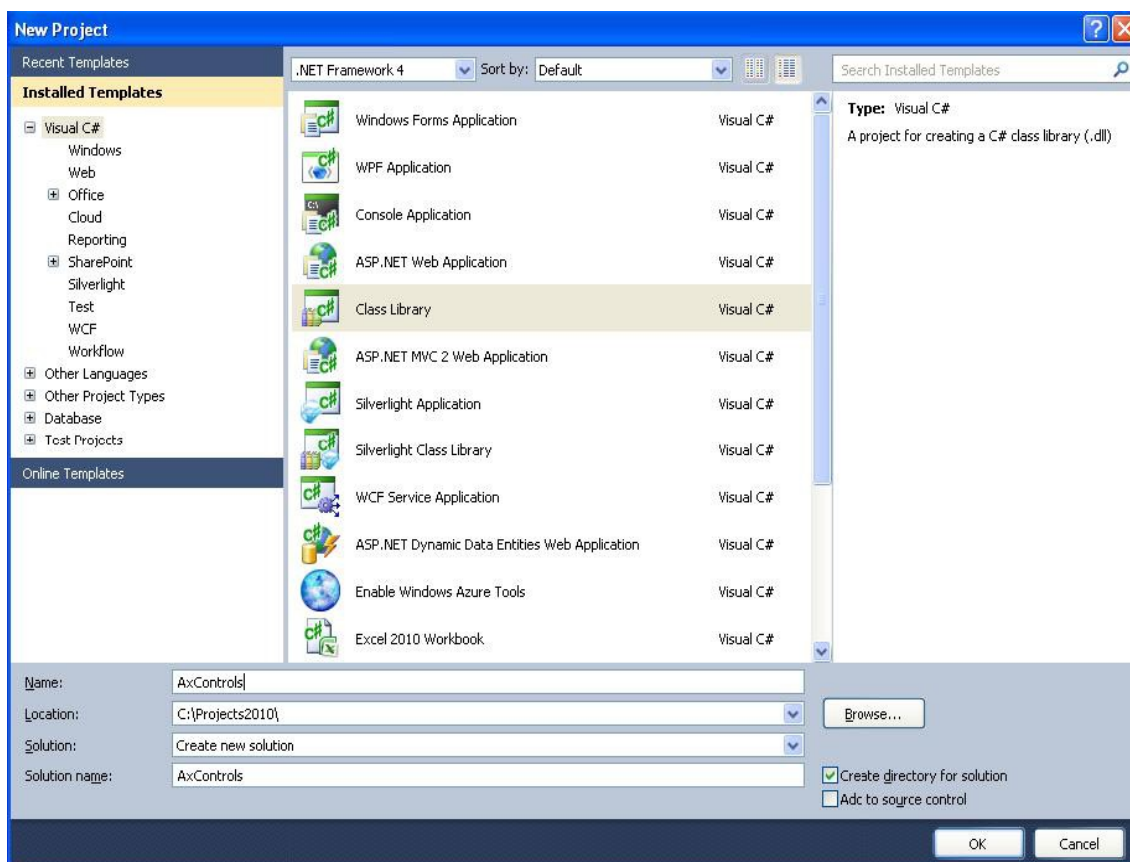 New Project
Recent Templates
Installed Templates
Visual C#
Windows
Web
Office
Cloud
Reporting
SharePoint
Silverlight
Test
WCF
Workflow
Other Languages
Other Project Types
Database
Test Projects
Online Templates
.NET Framework 4 Sort by: Default
Windows Forms Application Visual C#
WPF Application Visual C#
Console Application Visual C#
ASP.NET Web Application Visual C#
Class Library Visual C#
ASP.NET MVC 2 Web Application Visual C#
Silverlight Application Visual C#
Silverlight Class Library Visual C#
WCF Service Application Visual C#
ASP.NET Dynamic Data Entities Web Application Visual C#
Enable Windows Azure Tools Visual C#
Excel 2010 Workbook Visual C#
Search Installed Templates
Type: Visual C#
A project for creating a C# class library (.dll)
Name: AxControls
Location: C:\Projects2010\ Browse...
Solution: Create new solution
Solution name: AxControls
Create directory for solution
Add to source control
OK Cancel